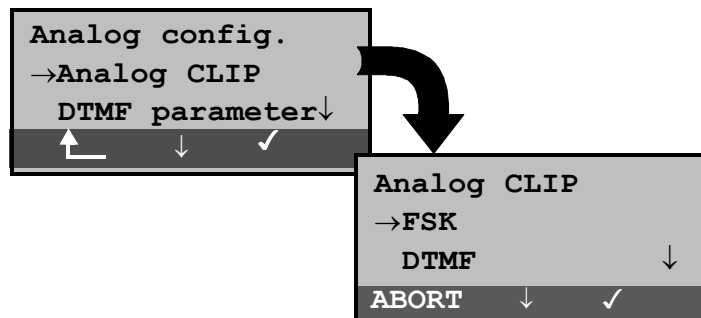 Analog config.
→Analog CLIP
DTMF parameter↓
↓ ✓
Analog CLIP
→FSK
DTMF ↓
ABORT ↓ ✓